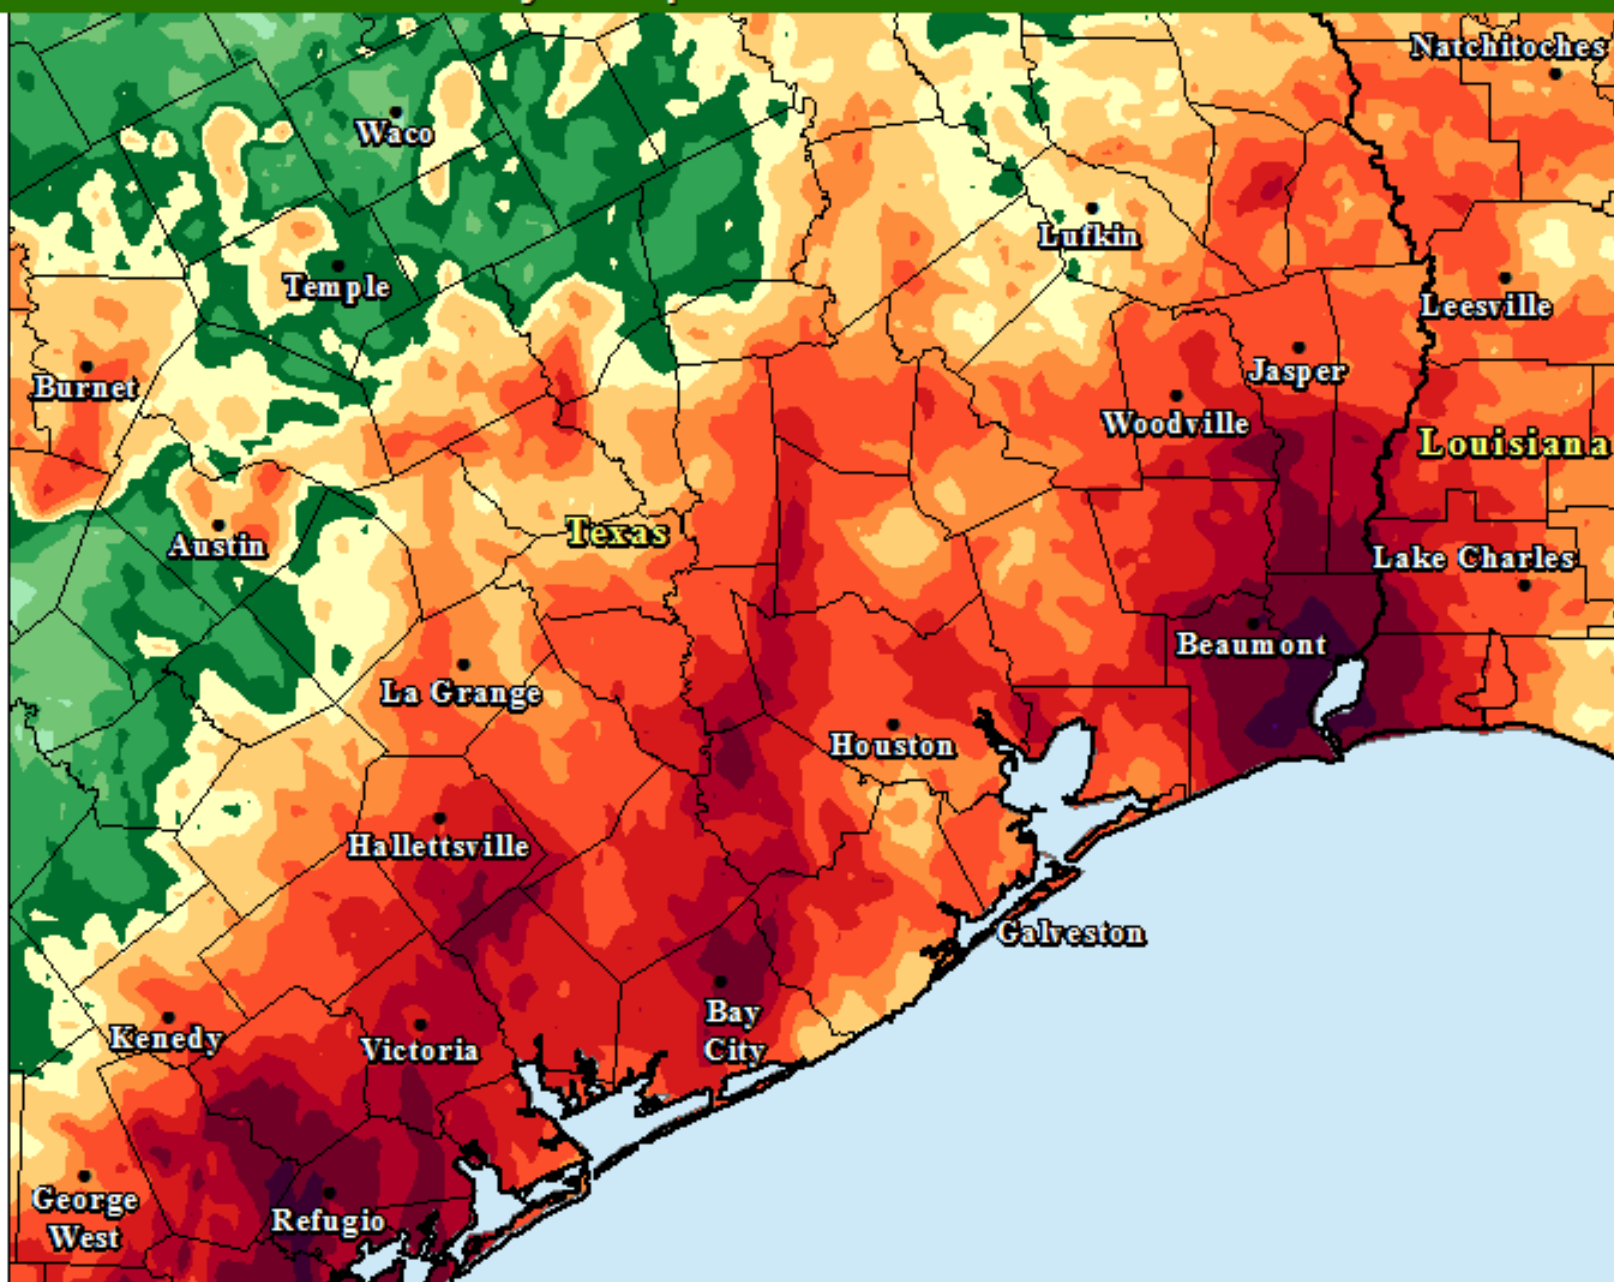 Natchitoches
Waco
Lufkin
Temple
Leesville
Burnet
Jasper
Woodville
Louisiana
Austin
Texas
Lake Charles
Beaumont
La Grange
Houston
Hallettsville
Galveston
Bay
City
Kenedy
Victoria
George
West
Refugio